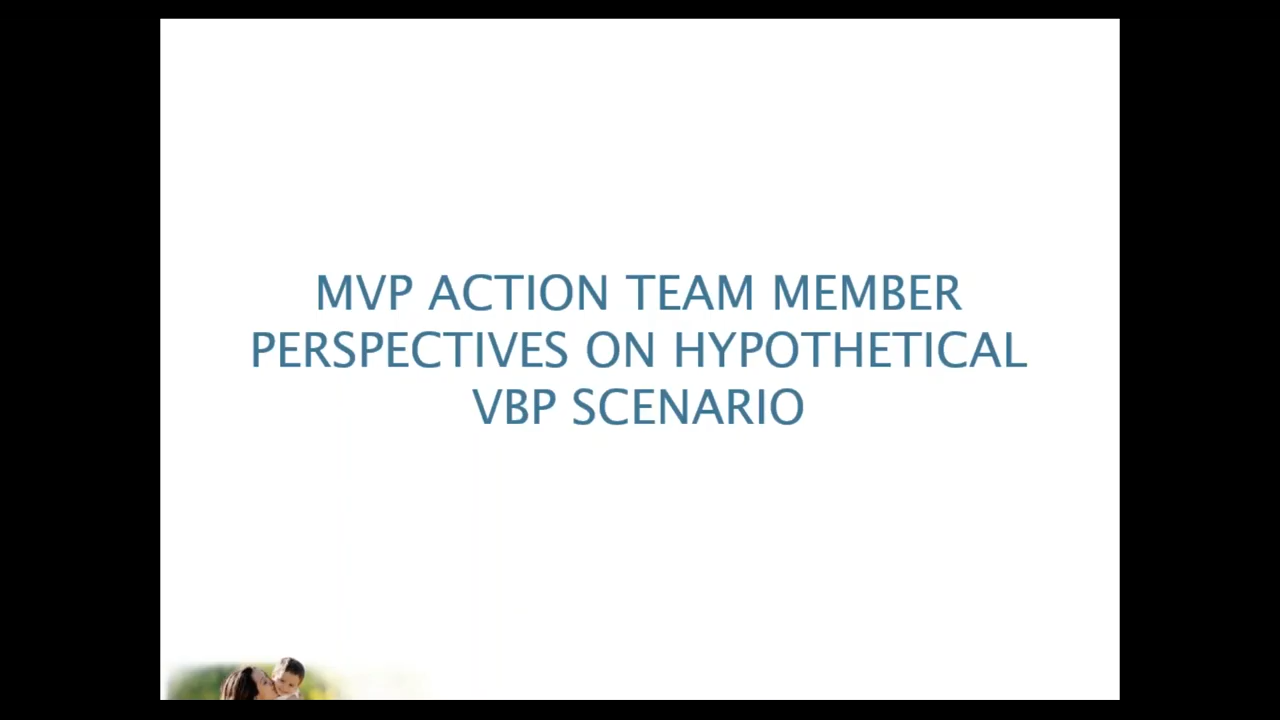 MVP ACTION TEAM MEMBER
PERSPECTIVES ON HYPOTHETICAL
VBP SCENARIO